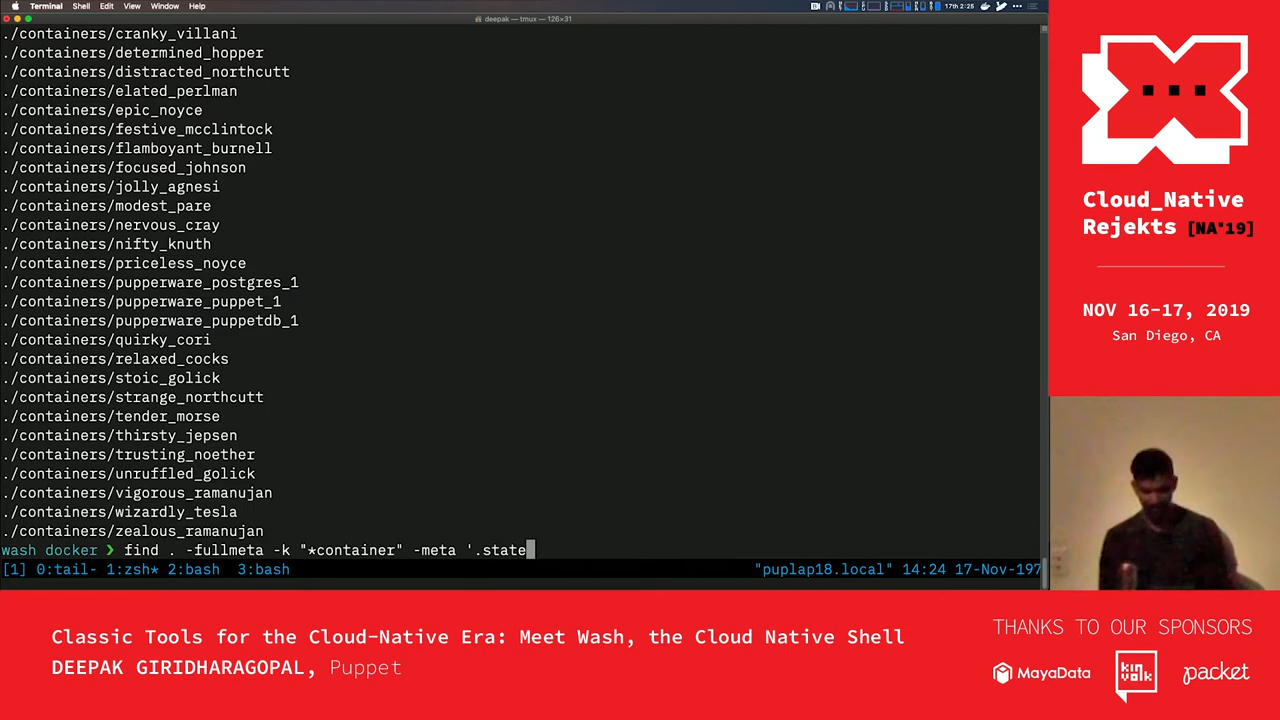 Terminal Shell Edit View Window Help
17th 2:25
deepak — tmux — 126×31
./containers/cranky_villani
./containers/determined_hopper
./containers/distracted_northcutt
./containers/elated_perlman
./containers/epic_noyce
./containers/festive_mcclintock
./containers/flamboyant_burnell
./containers/focused_johnson
./containers/jolly_agnesi
./containers/modest_pare
./containers/nervous_cray
./containers/nifty_knuth
./containers/priceless_noyce
./containers/pupperware_postgres_1
./containers/pupperware_puppet_1
./containers/pupperware_puppetdb_1
./containers/quirky_cori
./containers/relaxed_cocks
./containers/stoic_golick
./containers/strange_northcutt
./containers/tender_morse
./containers/thirsty_jepsen
./containers/trusting_noether
./containers/unruffled_golick
./containers/vigorous_ramanujan
./containers/wizardly_tesla
./containers/zealous_ramanujan
wash docker ❯ find . -fullmeta -k "*container" -meta '.state
[1] 0:tail- 1:zsh* 2:bash 3:bash "puplap18.local" 14:24 17-Nov-197
Cloud_Native
Rejekts [NA'19]
NOV 16-17, 2019
San Diego, CA
Classic Tools for the Cloud-Native Era: Meet Wash, the Cloud Native Shell
DEEPAK GIRIDHARAGOPAL, Puppet
THANKS TO OUR SPONSORS
MayaData
kinvolk
packet